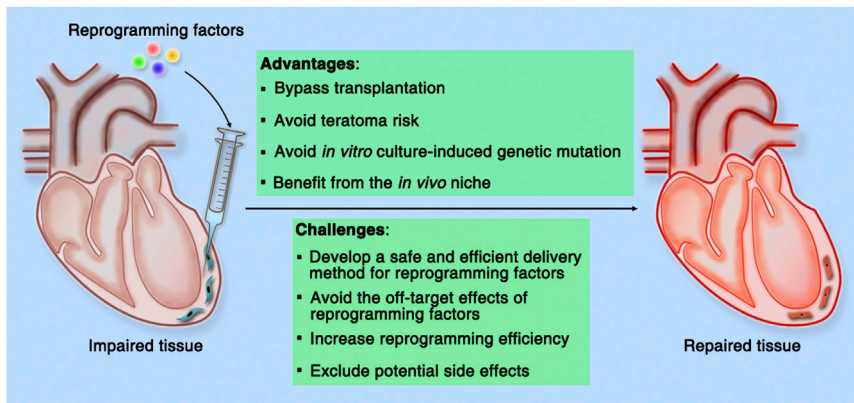 Reprogramming factors
Advantages:
▪ Bypass transplantation
▪ Avoid teratoma risk
▪ Avoid in vitro culture-induced genetic mutation
▪ Benefit from the in vivo niche
Challenges:
▪ Develop a safe and efficient delivery
method for reprogramming factors
▪ Avoid the off-target effects of
reprogramming factors
▪ Increase reprogramming efficiency
▪ Exclude potential side effects
Impaired tissue
Repaired tissue